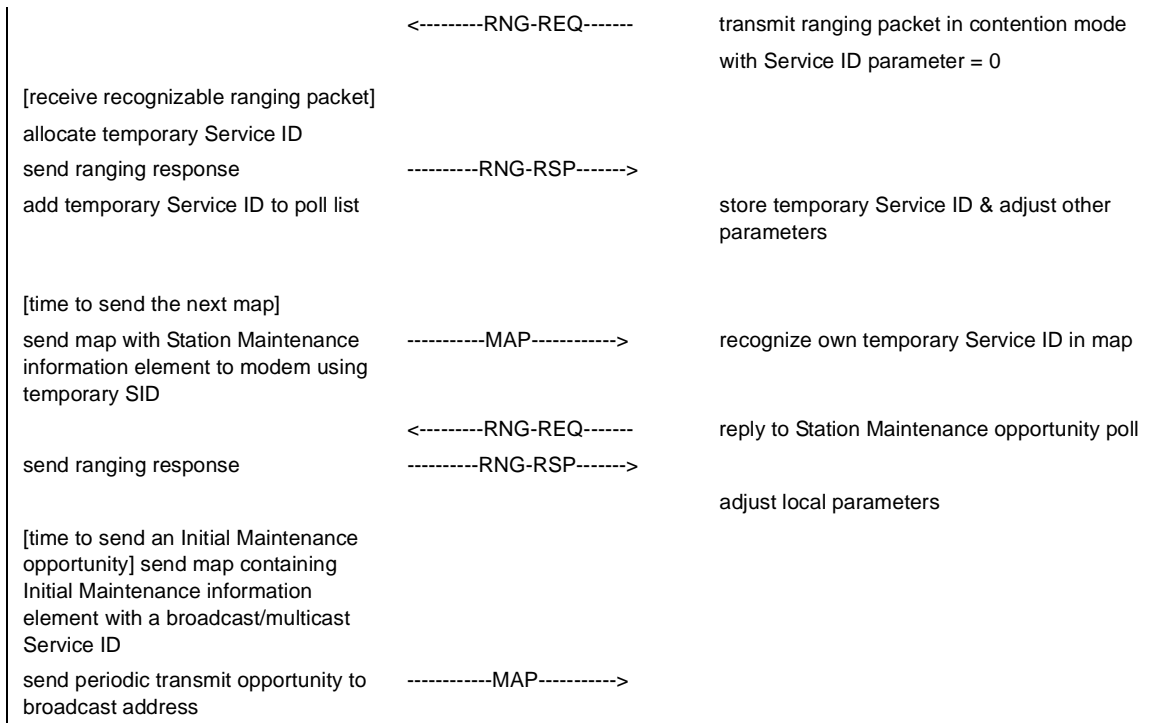 <---------RNG-REQ------- transmit ranging packet in contention mode
with Service ID parameter = 0
[receive recognizable ranging packet]
allocate temporary Service ID
send ranging response ----------RNG-RSP------->
add temporary Service ID to poll list store temporary Service ID & adjust other
parameters
[time to send the next map]
send map with Station Maintenance -----------MAP------------> recognize own temporary Service ID in map
information element to modem using
temporary SID
<---------RNG-REQ------- reply to Station Maintenance opportunity poll
send ranging response ----------RNG-RSP------->
adjust local parameters
[time to send an Initial Maintenance
opportunity] send map containing
Initial Maintenance information
element with a broadcast/multicast
Service ID
send periodic transmit opportunity to ------------MAP----------->
broadcast address